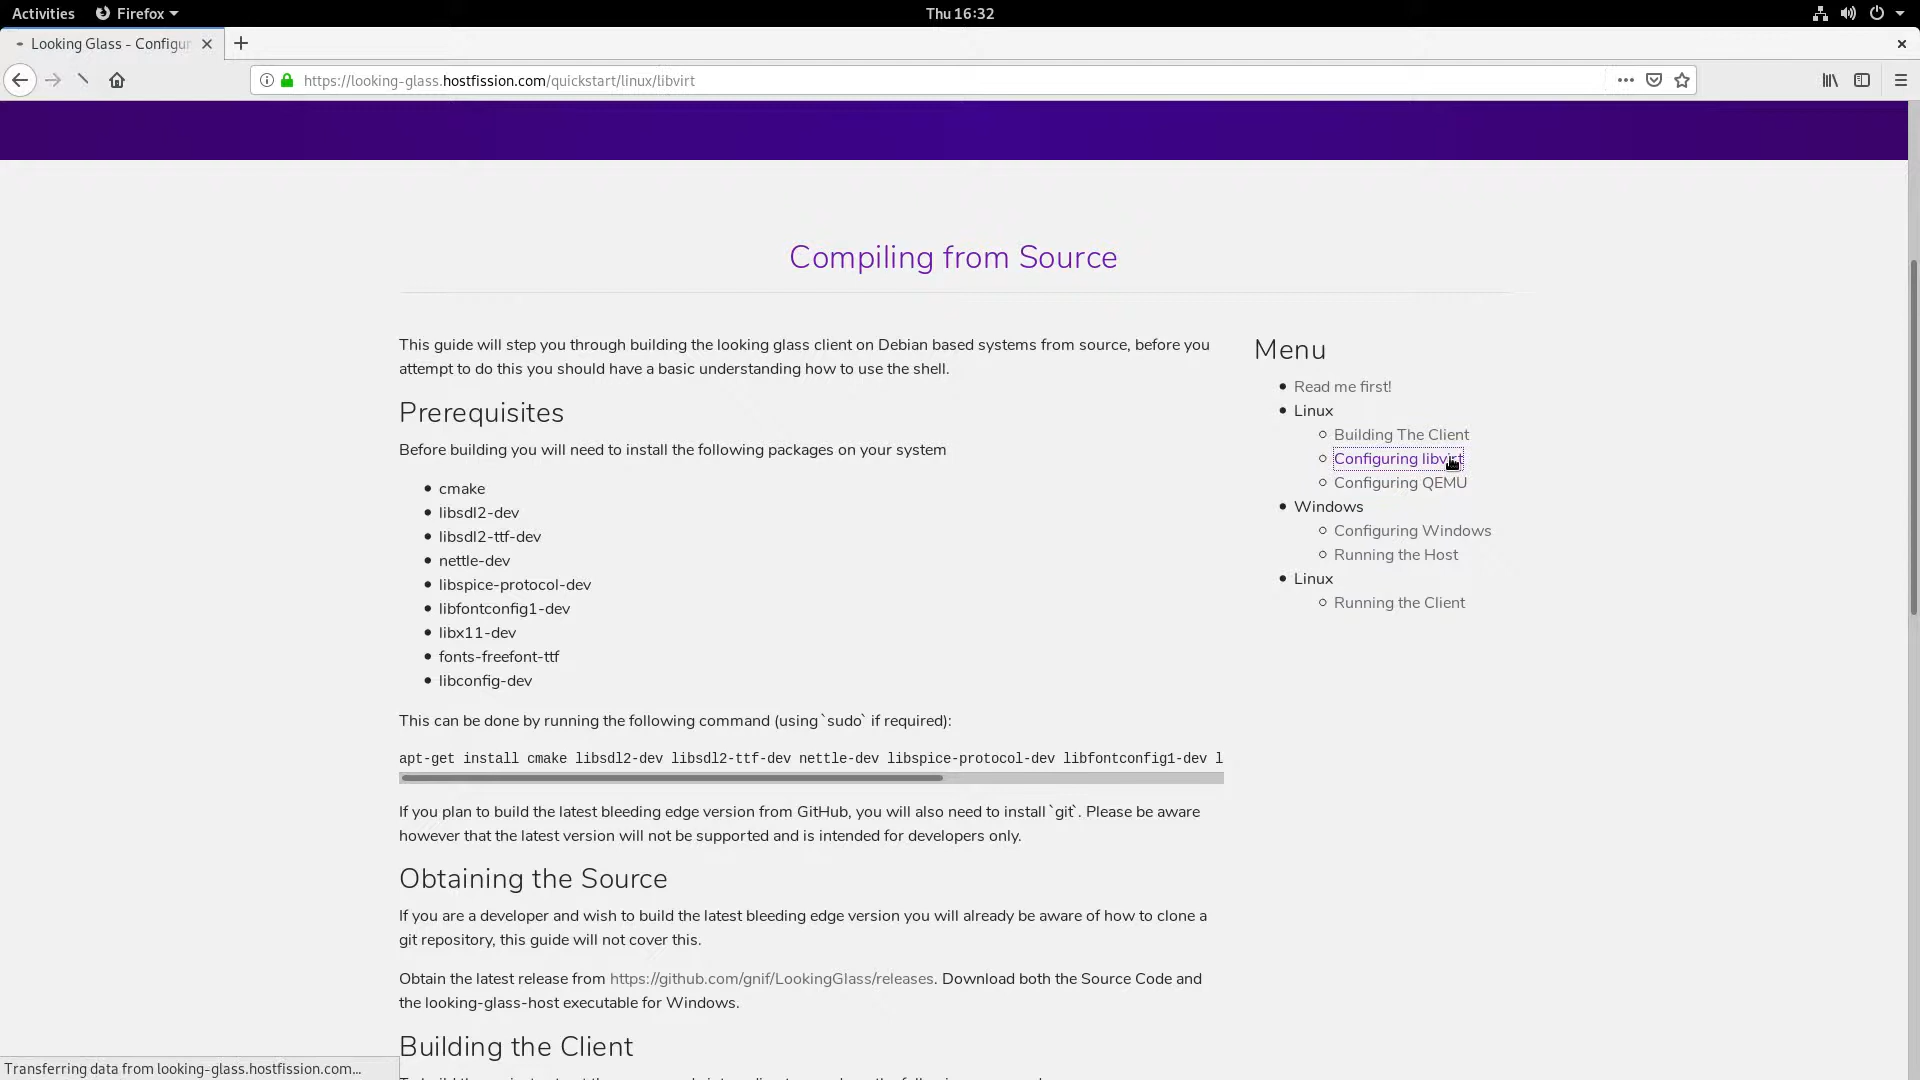 Activities
Firefox
Thu 16:32
Looking Glass - Configur
https://looking-glass.hostfission.com/quickstart/linux/libvirt
Compiling from Source
This guide will step you through building the looking glass client on Debian based systems from source, before you
attempt to do this you should have a basic understanding how to use the shell.
Prerequisites
Before building you will need to install the following packages on your system
cmake
libsdl2-dev
libsdl2-ttf-dev
nettle-dev
libspice-protocol-dev
libfontconfig1-dev
libx11-dev
fonts-freefont-ttf
libconfig-dev
This can be done by running the following command (using `sudo` if required):
apt-get install cmake libsdl2-dev libsdl2-ttf-dev nettle-dev libspice-protocol-dev libfontconfig1-dev l
If you plan to build the latest bleeding edge version from GitHub, you will also need to install `git`. Please be aware
however that the latest version will not be supported and is intended for developers only.
Obtaining the Source
If you are a developer and wish to build the latest bleeding edge version you will already be aware of how to clone a
git repository, this guide will not cover this.
Obtain the latest release from https://github.com/gnif/LookingGlass/releases. Download both the Source Code and
the looking-glass-host executable for Windows.
Building the Client
Menu
Read me first!
Linux
Building The Client
Configuring libvirt
Configuring QEMU
Windows
Configuring Windows
Running the Host
Linux
Running the Client
Transferring data from looking-glass.hostfission.com...